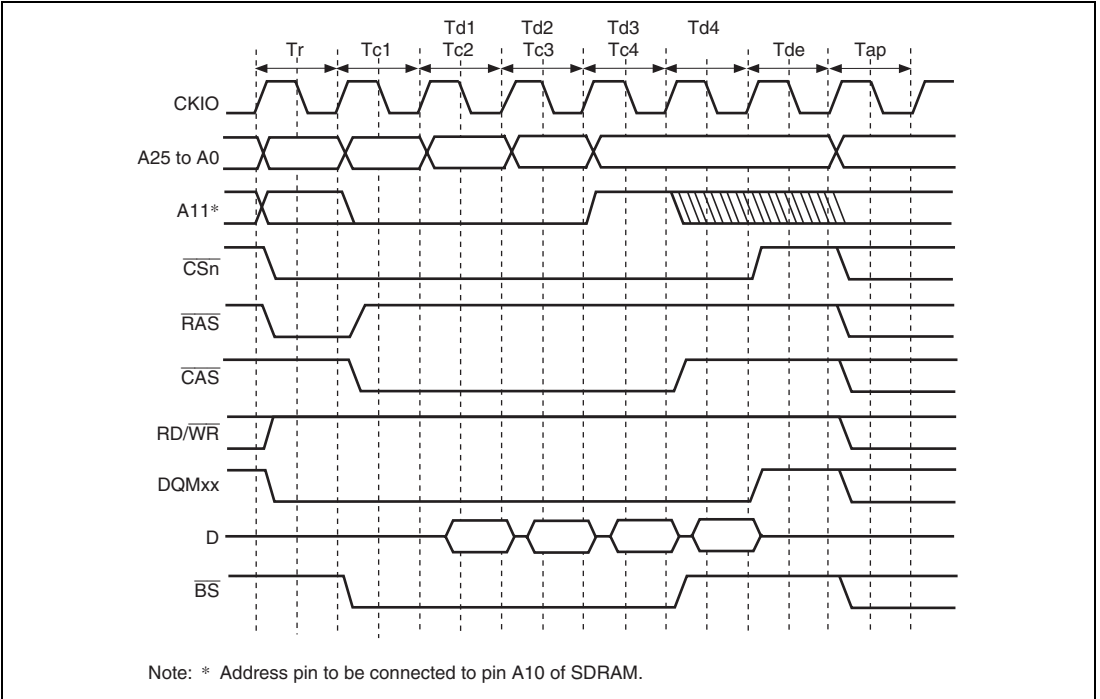 Td1 Td2 Td3 Td4
Tr Tc1 Tc2 Tc3 Tc4 Tde Tap
CKIO
A25 to A0
A11*
CSn
RAS
CAS
RD/WR
DQMxx
D
BS
Note: * Address pin to be connected to pin A10 of SDRAM.